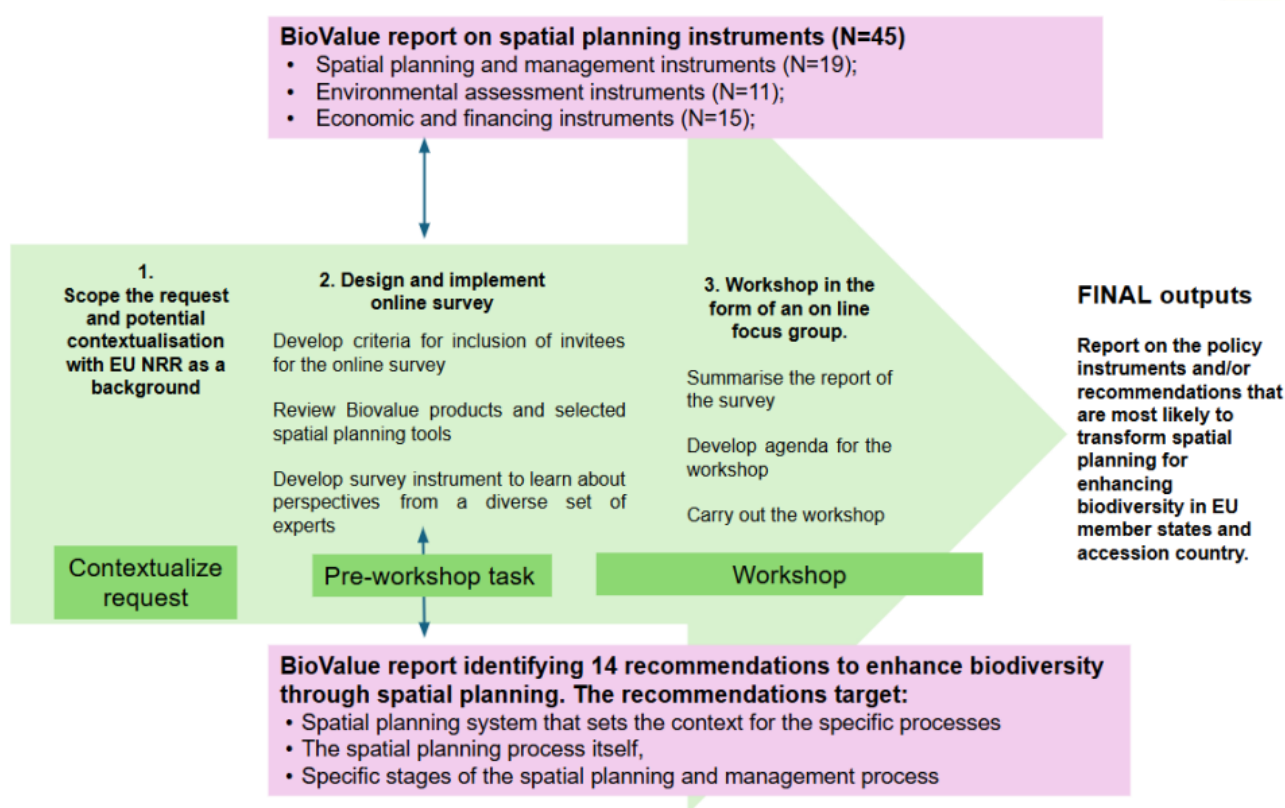 BioValue report on spatial planning instruments (N=45)
• Spatial planning and management instruments (N=19);
• Environmental assessment instruments (N=11);
• Economic and financing instruments (N=15);
1.
Scope the request
and potential
contextualisation
with EU NRR as a
background
2. Design and implement
online survey
Develop criteria for inclusion of invitees
for the online survey
Review Biovalue products and selected
spatial planning tools
Develop survey instrument to learn about
perspectives from a diverse set of
experts
3. Workshop in the
form of an on line
focus group.
Summarise the report of
the survey
Develop agenda for the
workshop
Carry out the workshop
FINAL outputs
Report on the policy
instruments and/or
recommendations that
are most likely to
transform spatial
planning for
enhancing
biodiversity in EU
member states and
accession country.
Contextualize
request
Pre-workshop task
Workshop
BioValue report identifying 14 recommendations to enhance biodiversity
through spatial planning. The recommendations target:
• Spatial planning system that sets the context for the specific processes
• The spatial planning process itself,
• Specific stages of the spatial planning and management process